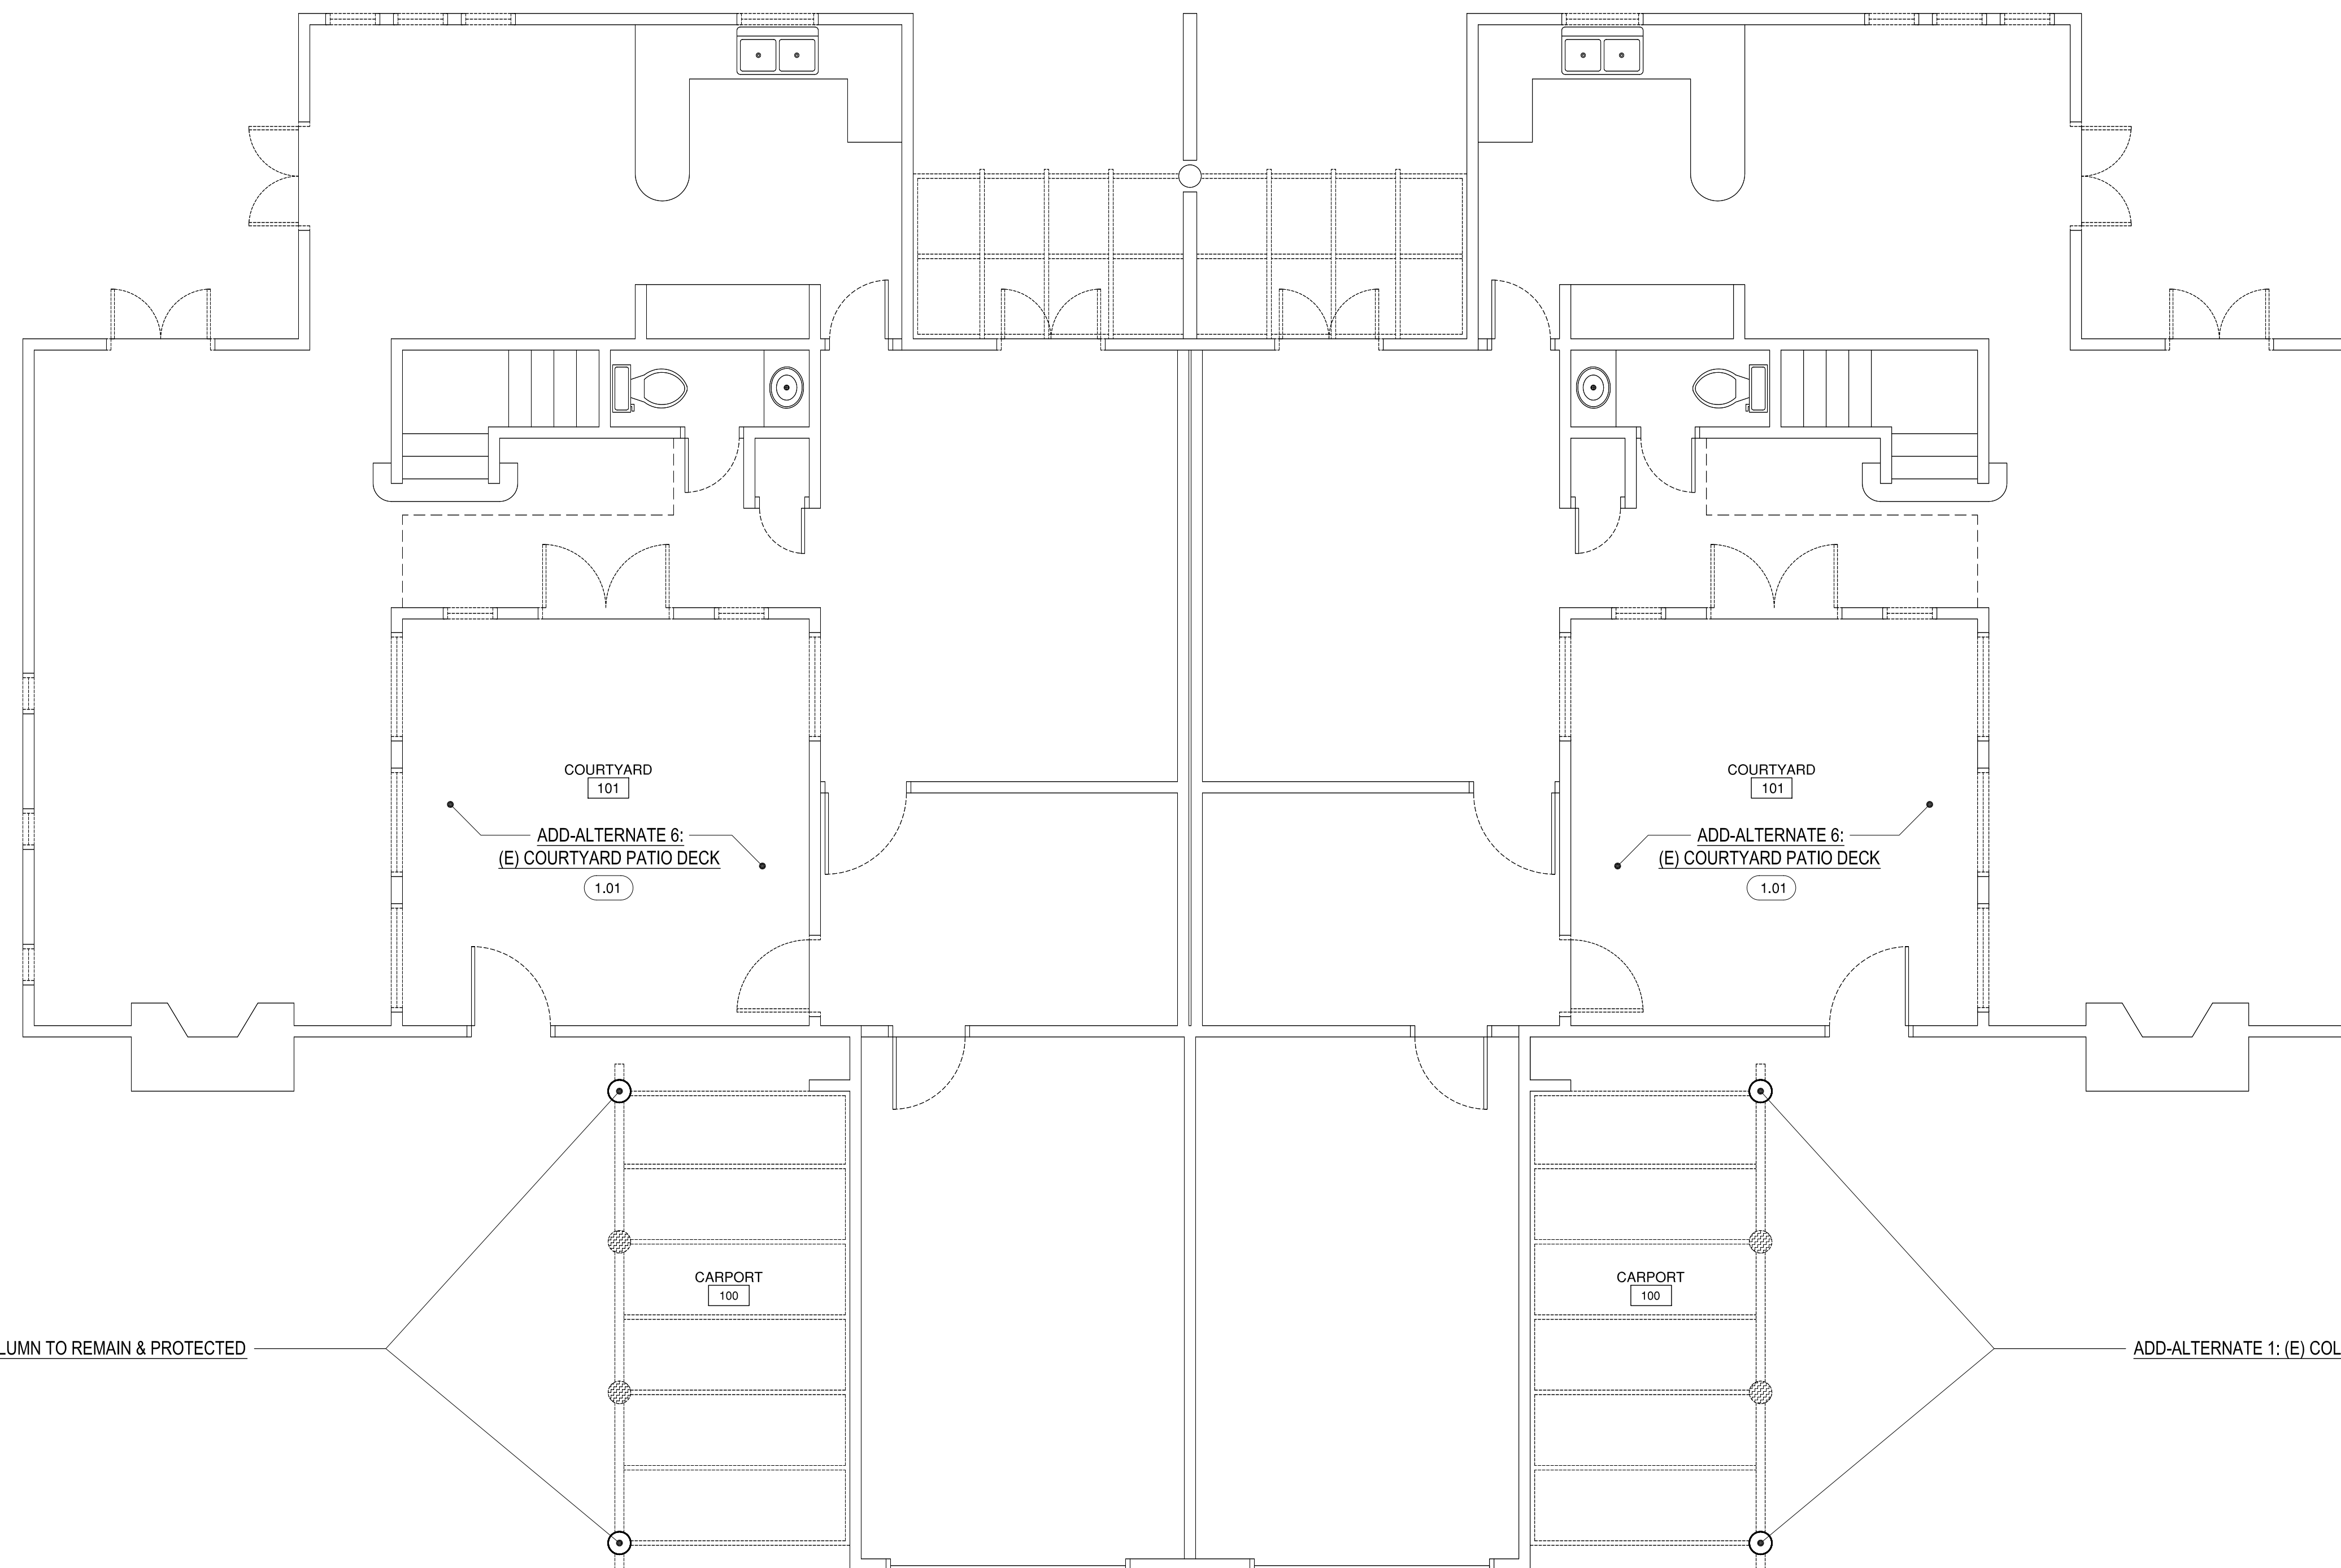 COURTYARD
101
ADD-ALTERNATE 6:
(E) COURTYARD PATIO DECK
1.01
COURTYARD
101
ADD-ALTERNATE 6:
(E) COURTYARD PATIO DECK
1.01
CARPORT
100
CARPORT
100
LUMN TO REMAIN & PROTECTED
ADD-ALTERNATE 1: (E) COL